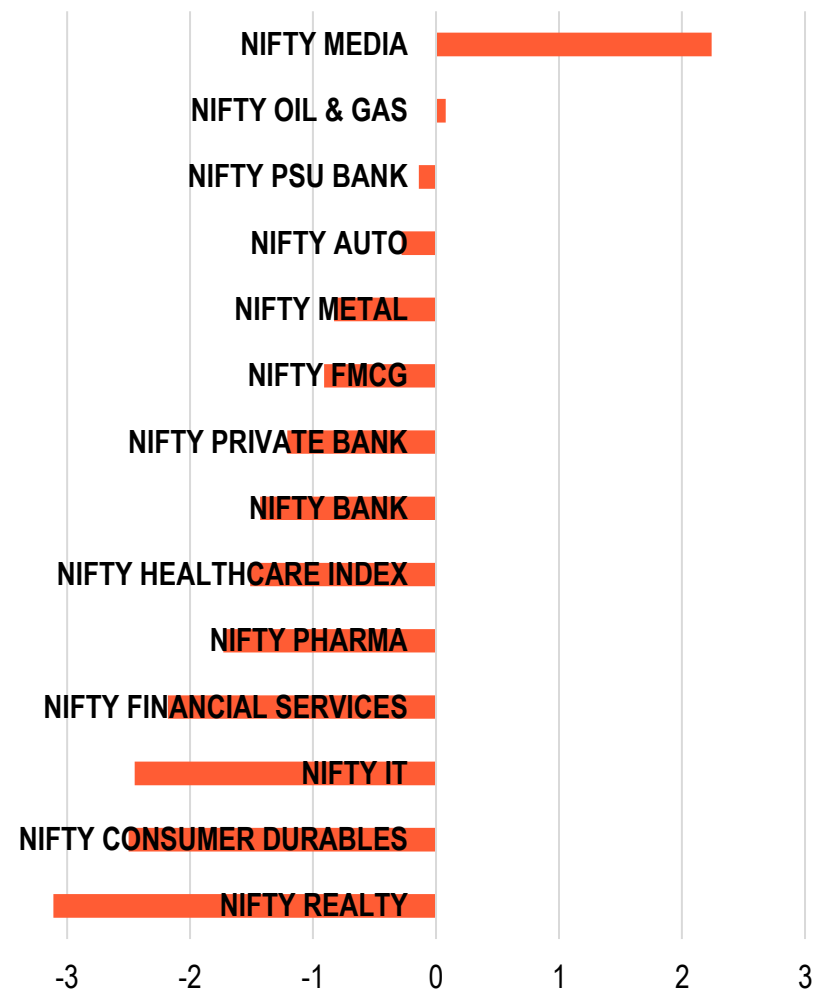 NIFTY MEDIA
NIFTY OIL & GAS
NIFTY PSU BANK
NIFTY AUTO
NIFTY METAL
NIFTY FMCG
NIFTY PRIVATE BANK
NIFTY BANK
NIFTY HEALTHCARE INDEX
NIFTY PHARMA
NIFTY FINANCIAL SERVICES
NIFTY IT
NIFTY CONSUMER DURABLES
NIFTY REALTY
-3 -2 -1 0 1 2 3